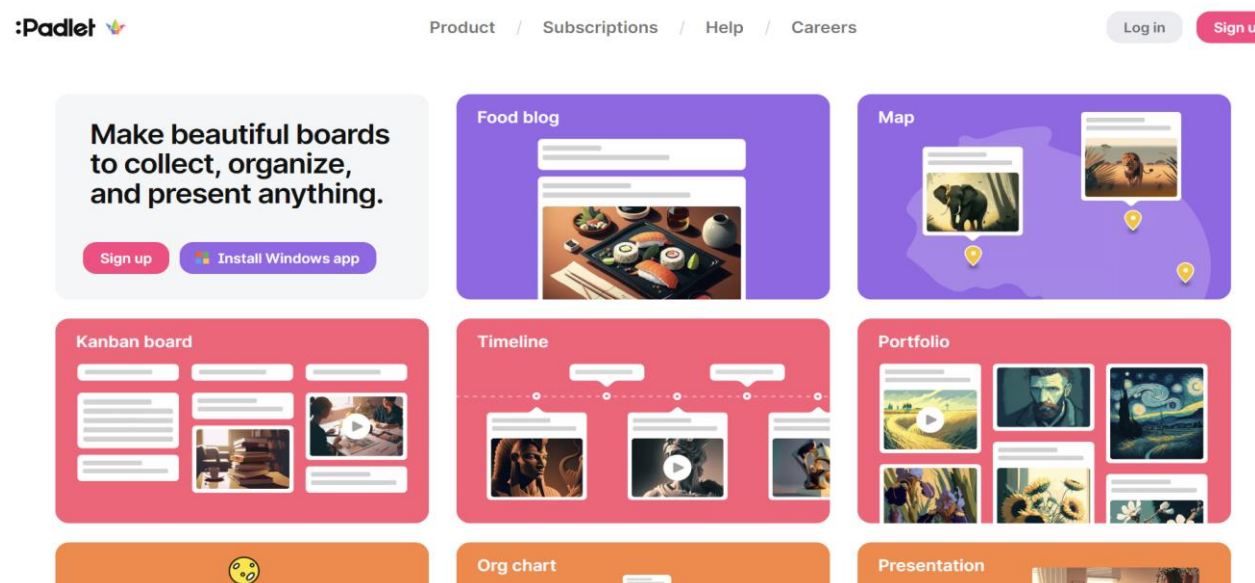 :Padlet
Product / Subscriptions / Help / Careers
Log in
Sign u
Make beautiful boards
to collect, organize,
and present anything.
Sign up
Install Windows app
Food blog
Map
Kanban board
Timeline
Portfolio
Org chart
Presentation